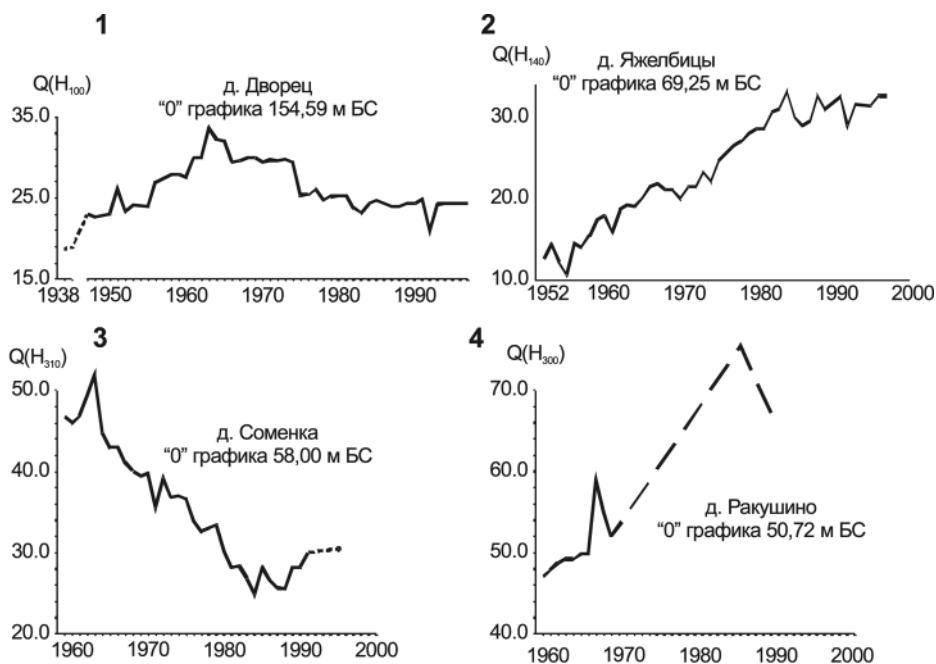 1
Q(H₁₀₀)
д. Дворец
“0” графика 154,59 м БС
35.0
25.0
15.0
1938 1950 1960 1970 1980 1990
2
Q(H₁₄₀)
д. Яжелбицы
“0” графика 69,25 м БС
30.0
20.0
10.0
1952 1960 1970 1980 1990 2000
3
Q(H₃₁₀)
д. Соменка
“0” графика 58,00 м БС
50.0
40.0
30.0
20.0
1960 1970 1980 1990 2000
4
Q(H₃₀₀)
70.0
60.0
д. Ракушино
“0” графика 50,72 м БС
50.0
40.0
1960 1970 1980 1990 2000